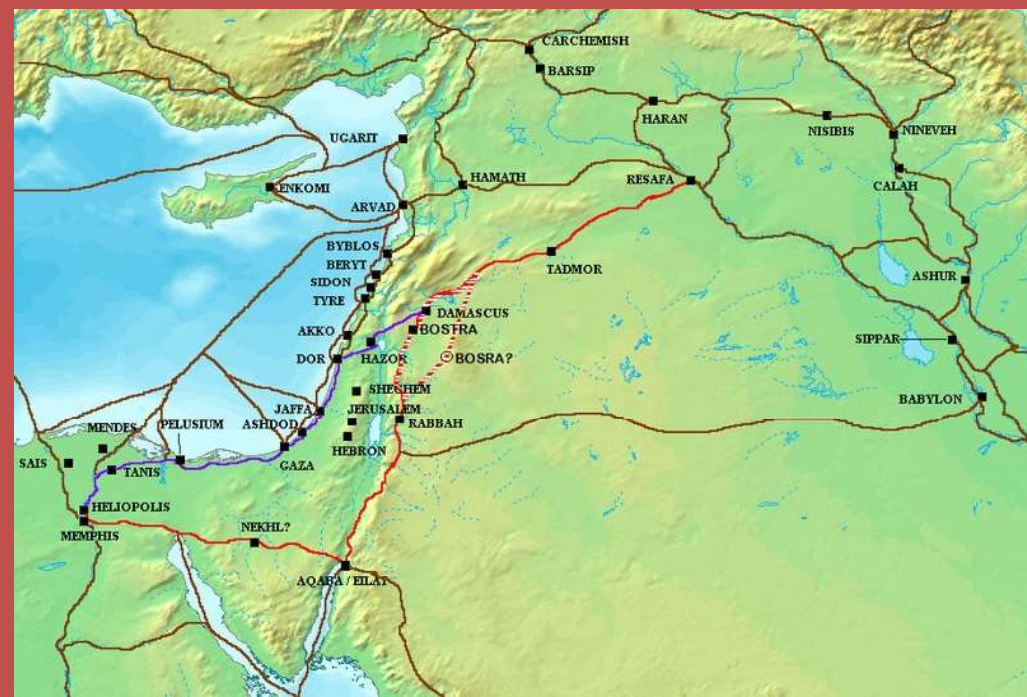 CARCHEMISH
BARSIP
HARAN
NISIBIS
NINEVEH
UGARIT
HAMATH
RESAFA
CALAH
ENKOMI
ARVAD
BYBLOS
BERYT
SIDON
TYRE
TADMOR
ASHUR
DAMASCUS
BOSTRA
AKKO
DOR
HAZOR
BOSRA?
SIPPAR
SHECHEM
JAFFA
JERUSALEM
ASHDOD
RABBAH
BABYLON
MENDES
PELUSIUM
HEBRON
GAZA
SAIS
TANIS
HELIOPOLIS
MEMPHIS
NEKHL?
AQABA / EILAT